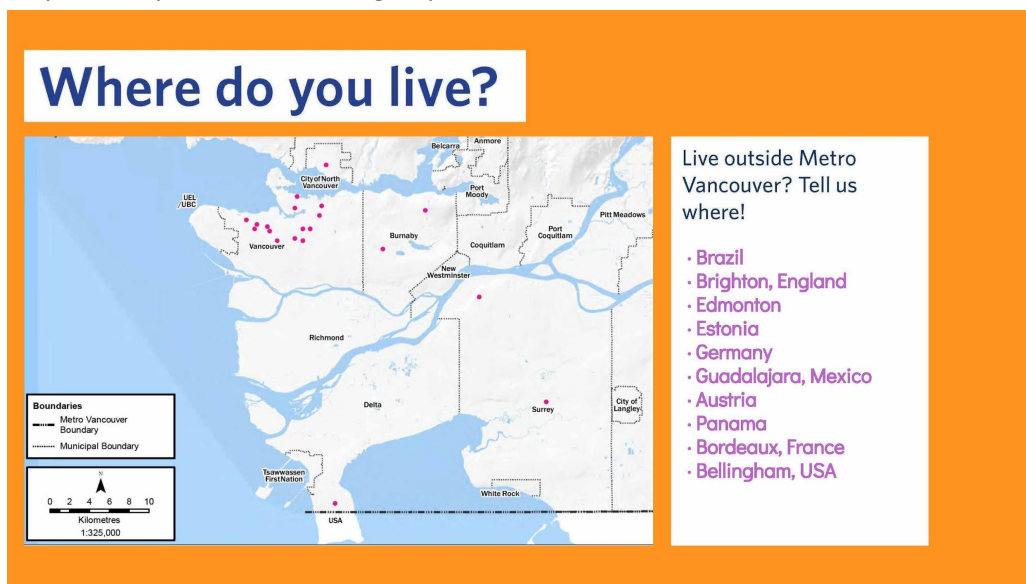 Where do you live?
Belcarra
Anmore
City of North
Vancouver
Port
Moody
UEL
/UBC
Pitt Meadows
Port
Coquitlam
Vancouver
Burnaby
Coquitlam
New
Westminster
Richmond
Delta
Surrey
City of
Langley
Tsawwassen
First Nation
White Rock
USA
Boundaries
Metro Vancouver
Boundary
Municipal Boundary
N
0 2 4 6 8 10
Kilometres
1:325,000
Live outside Metro
Vancouver? Tell us
where!
· Brazil
· Brighton, England
· Edmonton
· Estonia
· Germany
· Guadalajara, Mexico
· Austria
· Panama
· Bordeaux, France
· Bellingham, USA